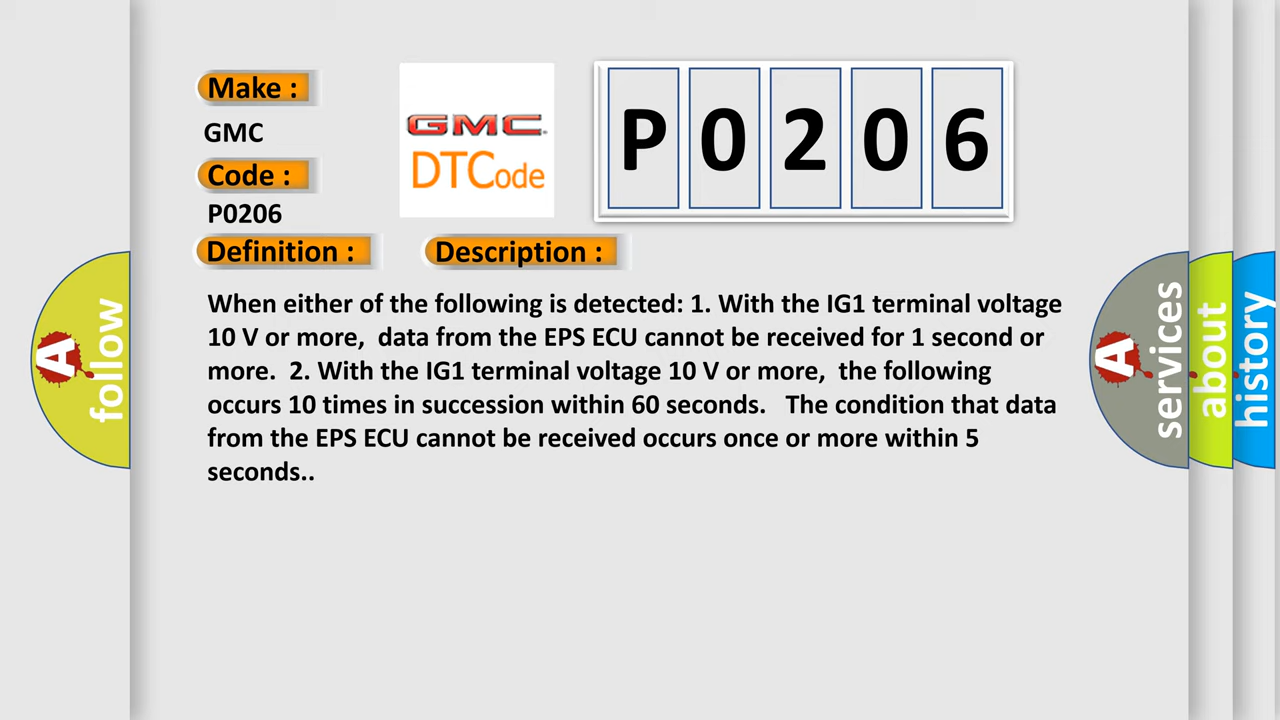 Make :
GMC
Code :
P0206
Definition :
Description :
GMC
DTCode
P0206
When either of the following is detected: 1. With the IG1 terminal voltage
10 V or more, data from the EPS ECU cannot be received for 1 second or
more. 2. With the IG1 terminal voltage 10 V or more, the following
occurs 10 times in succession within 60 seconds. The condition that data
from the EPS ECU cannot be received occurs once or more within 5
seconds..
A
follow
A
services
about
history